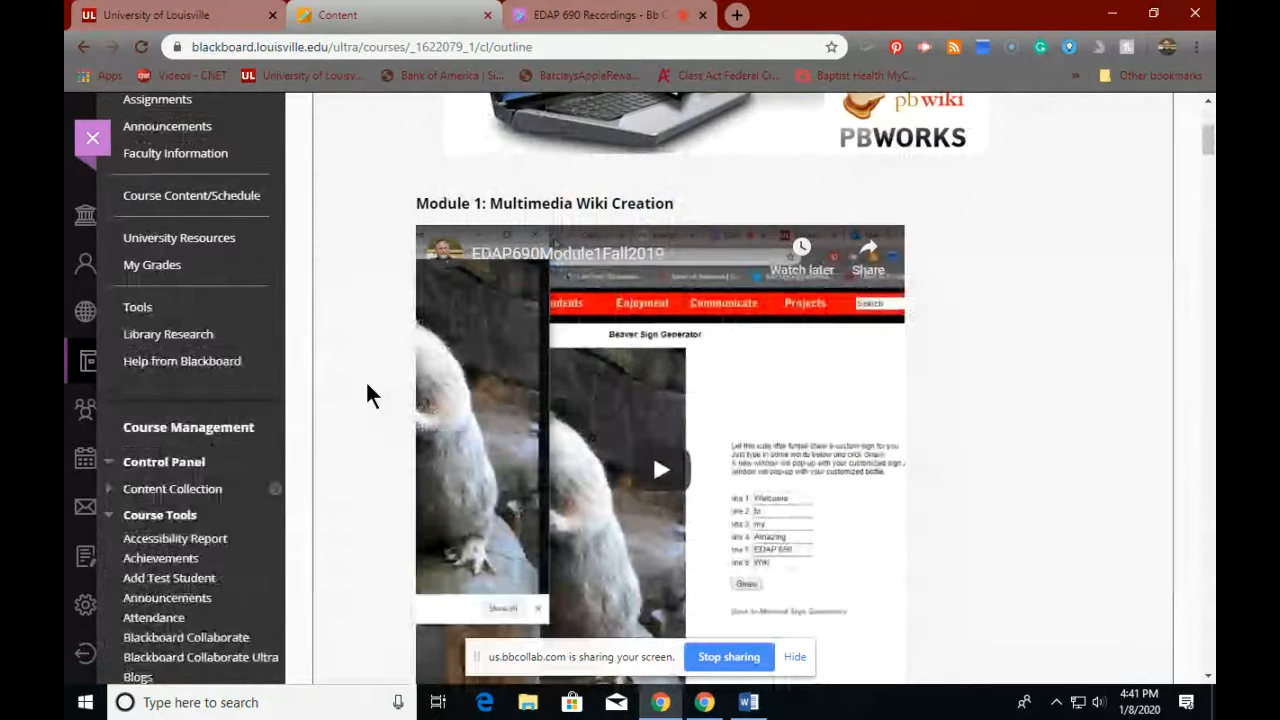 University of Louisville
Content
EDAP 690 Recordings - Bb C
blackboard.louisville.edu/ultra/courses/_1622079_1/cl/outline
Apps
Videos - CNET
University of Louisv...
Bank of America | Si...
BarclaysAppleRewa...
Class Act Federal Cr...
Baptist Health MyC...
Other bookmarks
Assignments
Announcements
Faculty Information
Course Content/Schedule
University Resources
My Grades
Tools
Library Research
Help from Blackboard
Course Management
Control Panel
Content Collection
Course Tools
Accessibility Report
Achievements
Add Test Student
Announcements
Attendance
Blackboard Collaborate
Blackboard Collaborate Ultra
Blogs
pbwiki
PBWORKS
Module 1: Multimedia Wiki Creation
EDAP690Module1Fall2019
Watch later
Share
Enjoyment
Communicate
Projects
Search
Beaver Sign Generator
Welcome
to
my
Amazing
EDAP 690
Wiki
us.bbcollab.com is sharing your screen.
Stop sharing
Hide
Type here to search
4:41 PM
1/8/2020